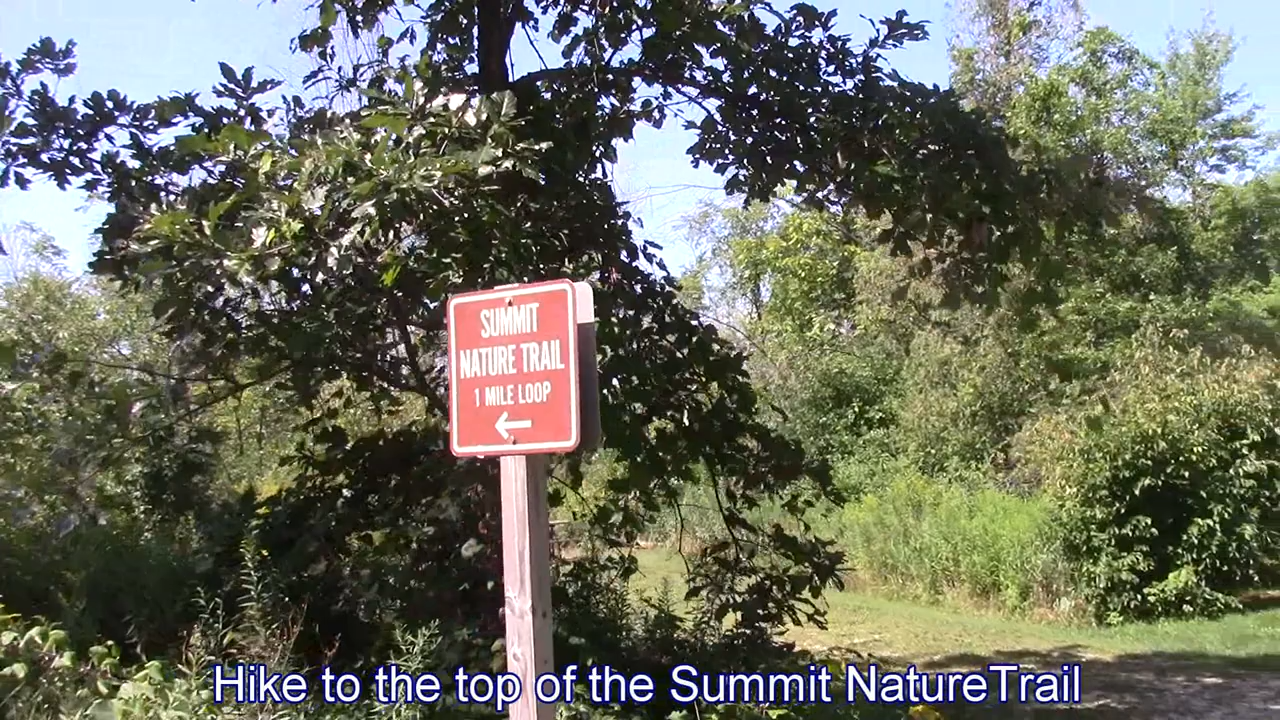 SUMMIT
NATURE TRAIL
1 MILE LOOP
Hike to the top of the Summit NatureTrail